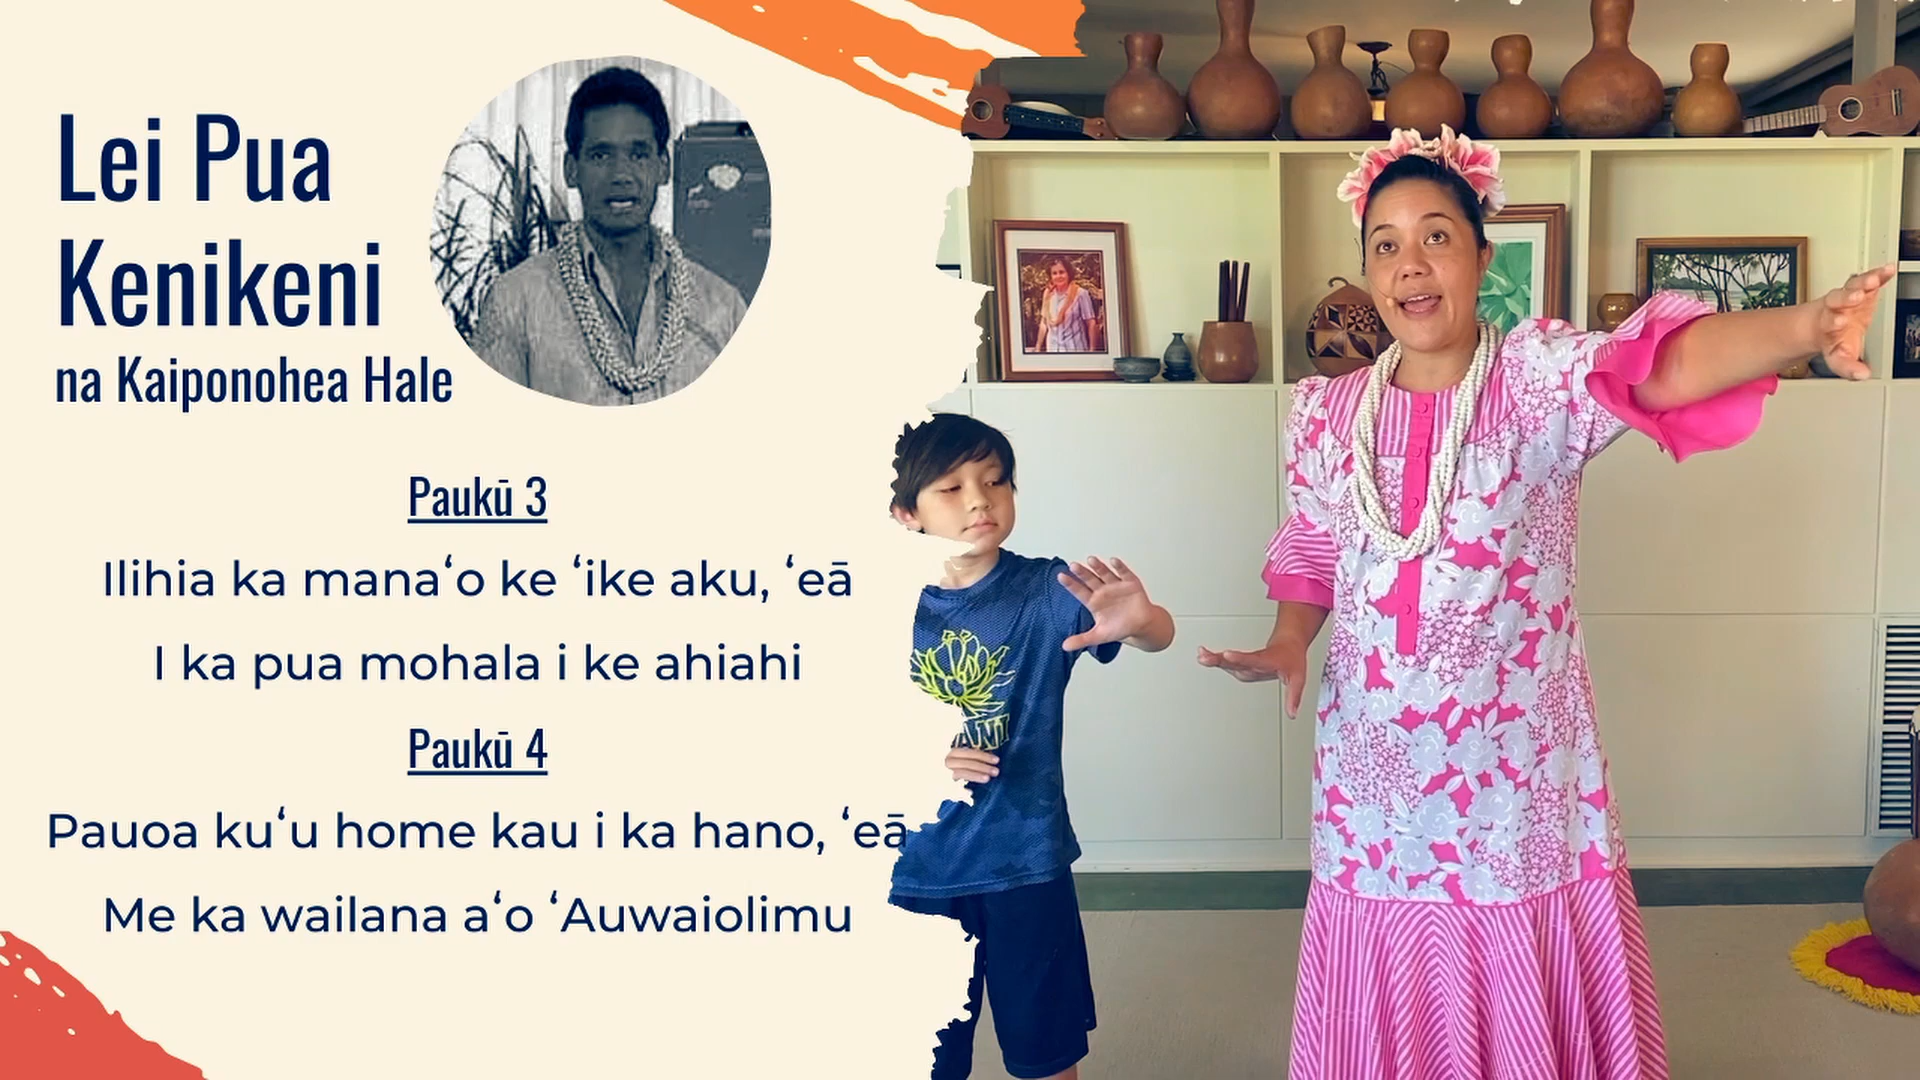 Lei Pua
Kenikeni
na Kaiponohea Hale
Paukū 3
Ilihia ka manaʻo ke ʻike aku, ʻeā
I ka pua mohala i ke ahiahi
Paukū 4
Pauoa kuʻu home kau i ka hano, ʻeā
Me ka wailana aʻo ʻAuwaiolimu